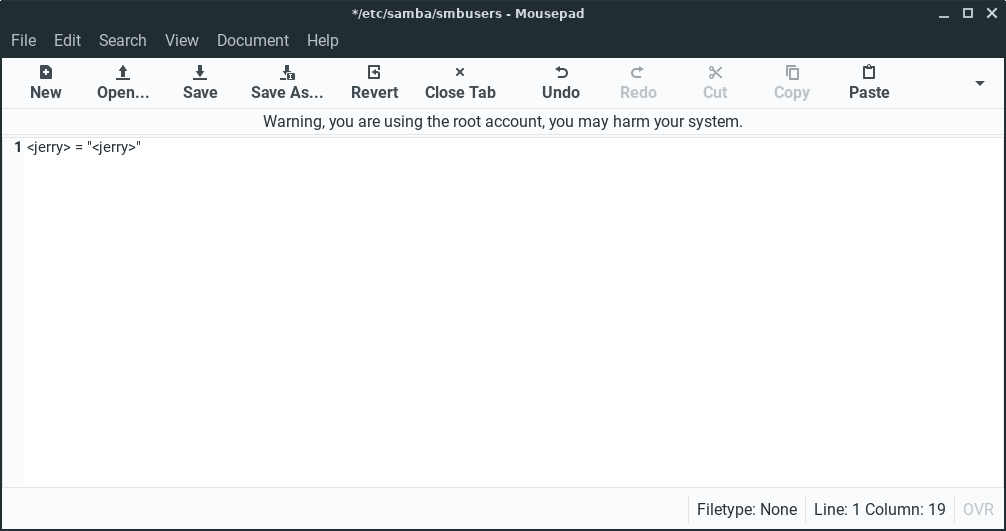 */etc/samba/smbusers - Mousepad
File Edit Search View Document Help
New Open... Save Save As... Revert Close Tab Undo Redo Cut Copy Paste
Warning, you are using the root account, you may harm your system.
1 <jerry> = "<jerry>"
Filetype: None Line: 1 Column: 19 OVR